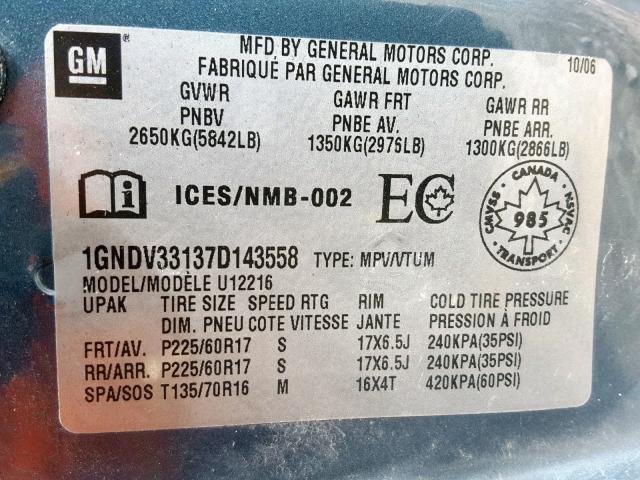 GM
MFD BY GENERAL MOTORS CORP.
FABRIQUÉ PAR GENERAL MOTORS CORP.
10/06
GVWR GAWR FRT GAWR RR
PNBV PNBE AV. PNBE ARR.
2650KG(5842LB) 1350KG(2976LB) 1300KG(2866LB)
i ICES/NMB-002 EC
CANADA
CMVSS 985 NSVAC
TRANSPORT
1GNDV33137D143558 TYPE: MPV/VTUM
MODEL/MODÈLE U12216
UPAK TIRE SIZE SPEED RTG RIM COLD TIRE PRESSURE
DIM. PNEU COTE VITESSE JANTE PRESSION À FROID
FRT/AV. P225/60R17 S 17X6.5J 240KPA(35PSI)
RR/ARR. P225/60R17 S 17X6.5J 240KPA(35PSI)
SPA/SOS T135/70R16 M 16X4T 420KPA(60PSI)